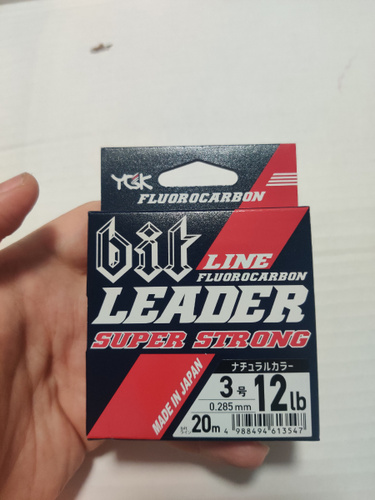 YGK
FLUOROCARBON
bit LINE
FLUOROCARBON
LEADER
SUPER STRONG
MADE IN JAPAN
ナチュラルカラー
3号 12lb
0.285mm
20m
4 988494 613547